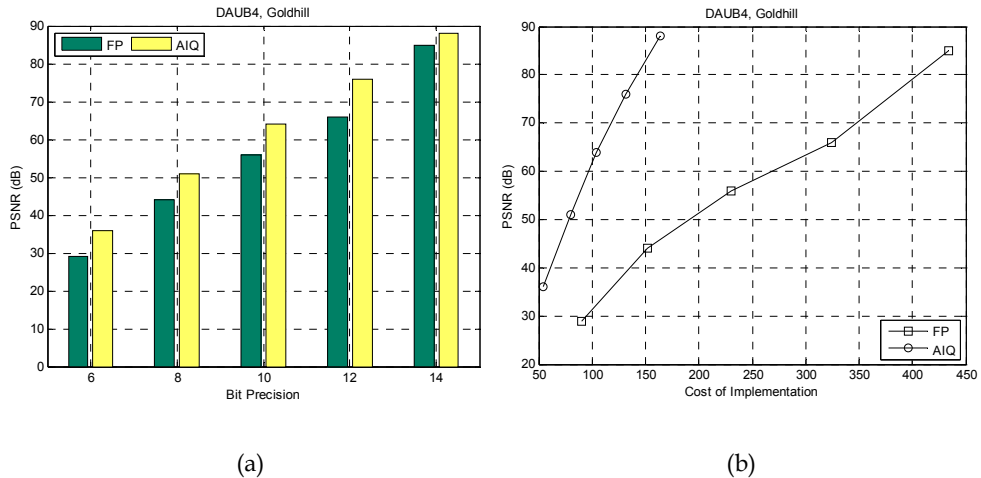 DAUB4, Goldhill
90
80
70
60
50
40
30
20
10
0
PSNR (dB)
FP AIQ
6 8 10 12 14
Bit Precision
(a)
DAUB4, Goldhill
90
80
70
60
50
40
30
20
PSNR (dB)
FP
AIQ
50 100 150 200 250 300 350 400 450
Cost of Implementation
(b)